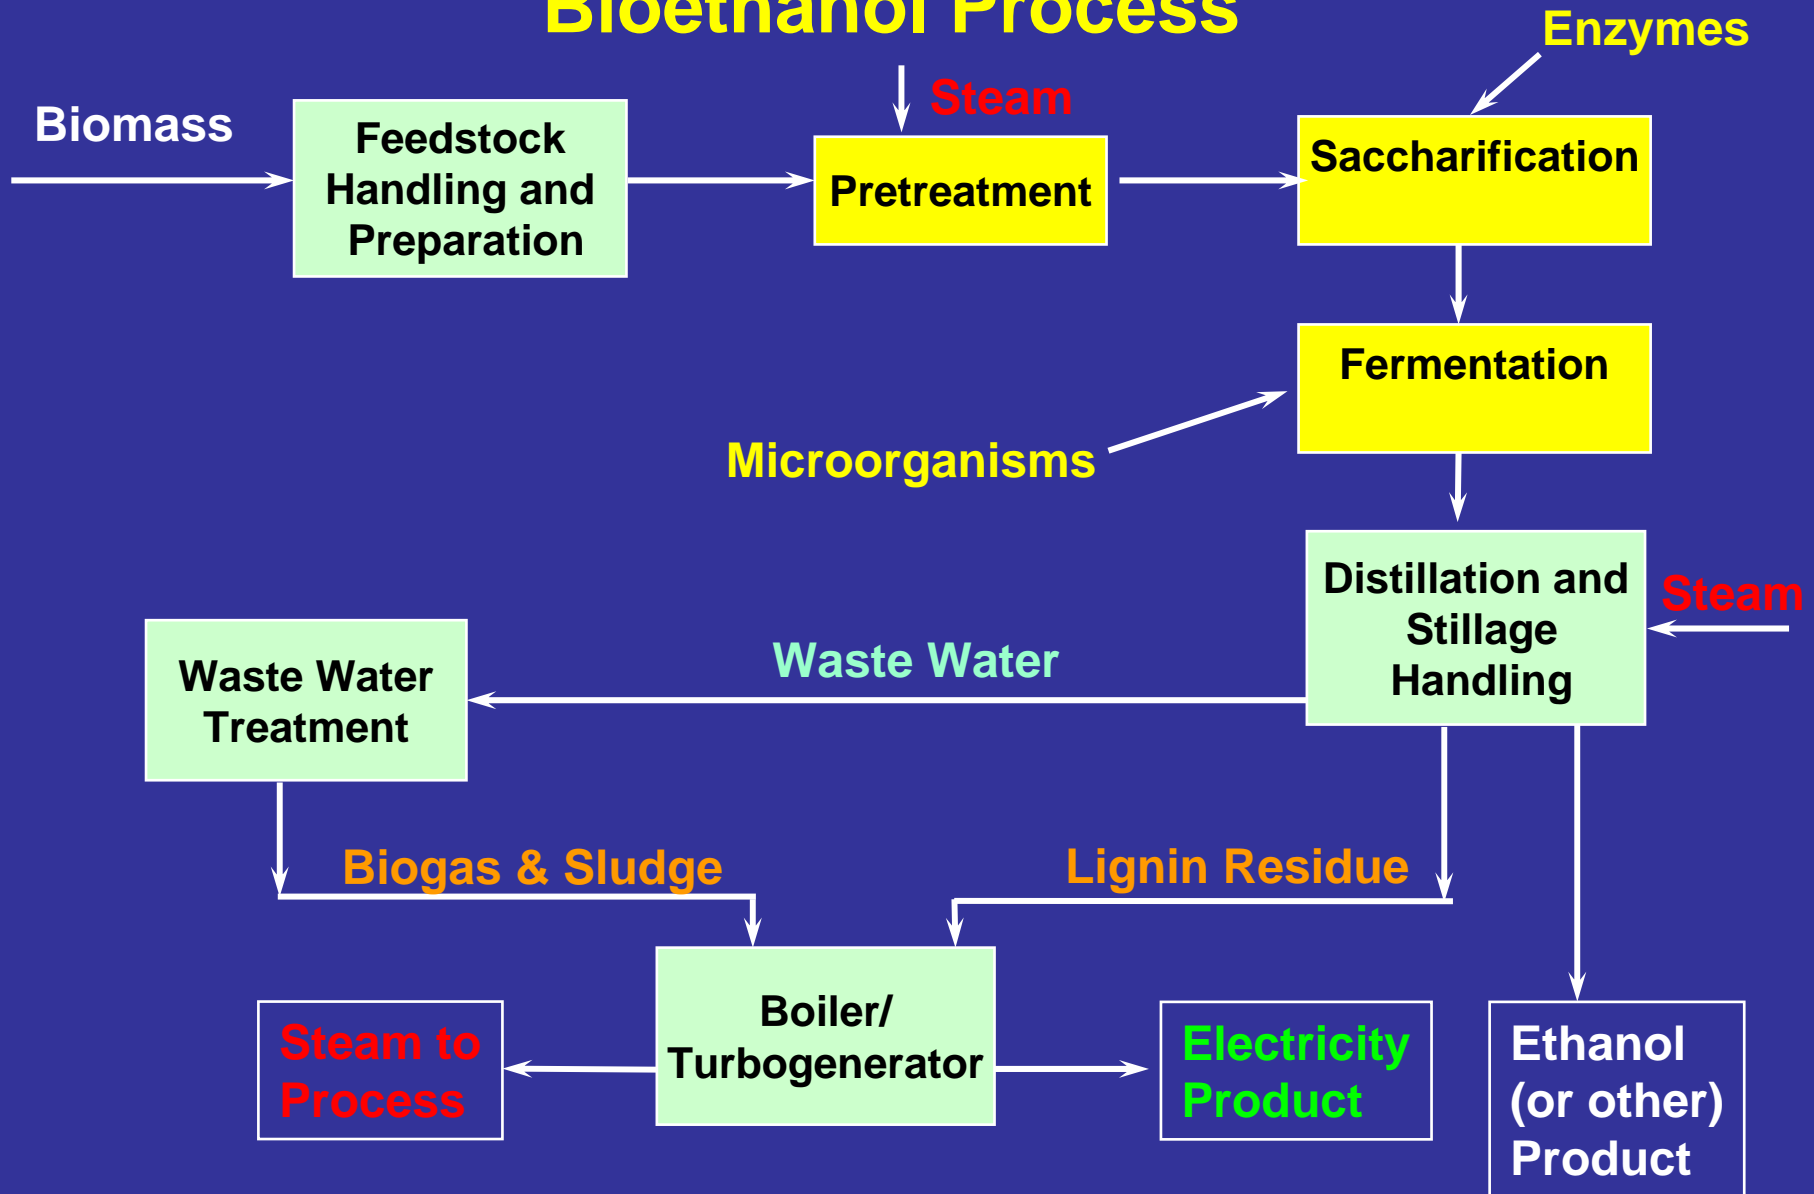 Bioethanol Process
Enzymes
Steam
Biomass
Feedstock
Handling and
Preparation
Pretreatment
Saccharification
Fermentation
Microorganisms
Distillation and
Stillage
Handling
Steam
Waste Water
Waste Water
Treatment
Biogas & Sludge
Lignin Residue
Boiler/
Turbogenerator
Steam to
Process
Electricity
Product
Ethanol
(or other)
Product